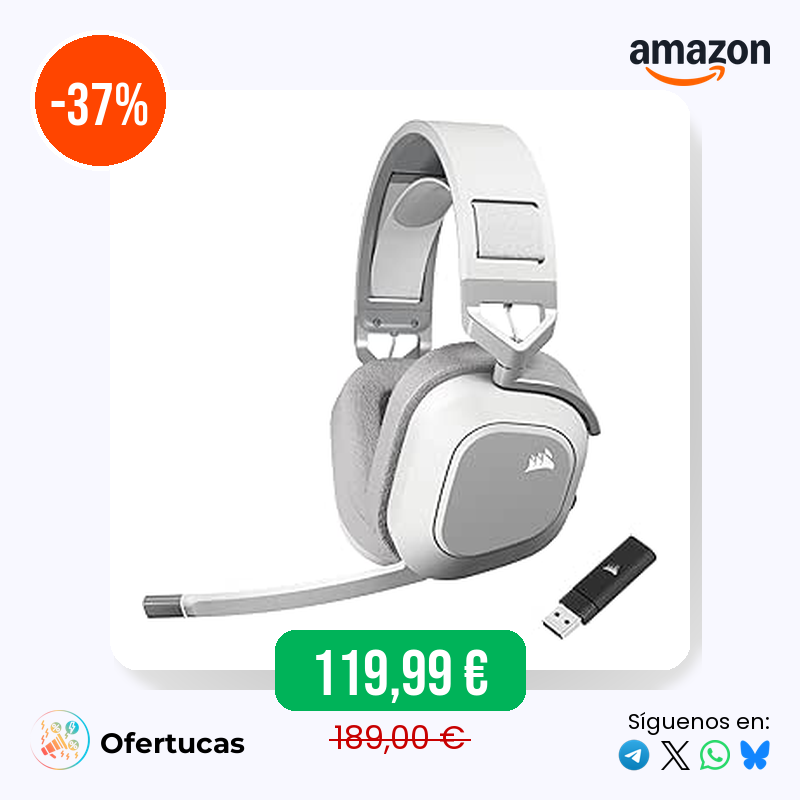 -37%
amazon
119,99 €
189,00 €
Ofertucas
Síguenos en: